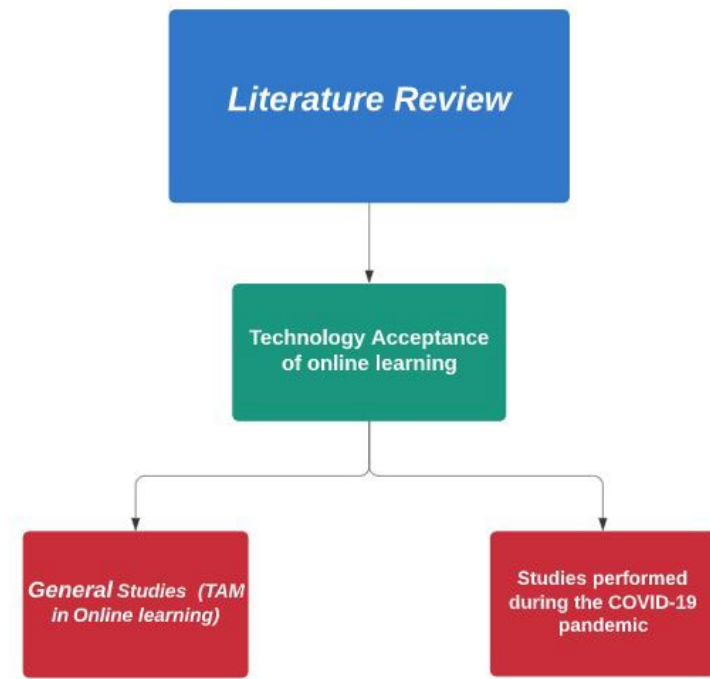 Literature Review
Technology Acceptance
of online learning
General Studies (TAM
in Online learning)
Studies performed
during the COVID-19
pandemic